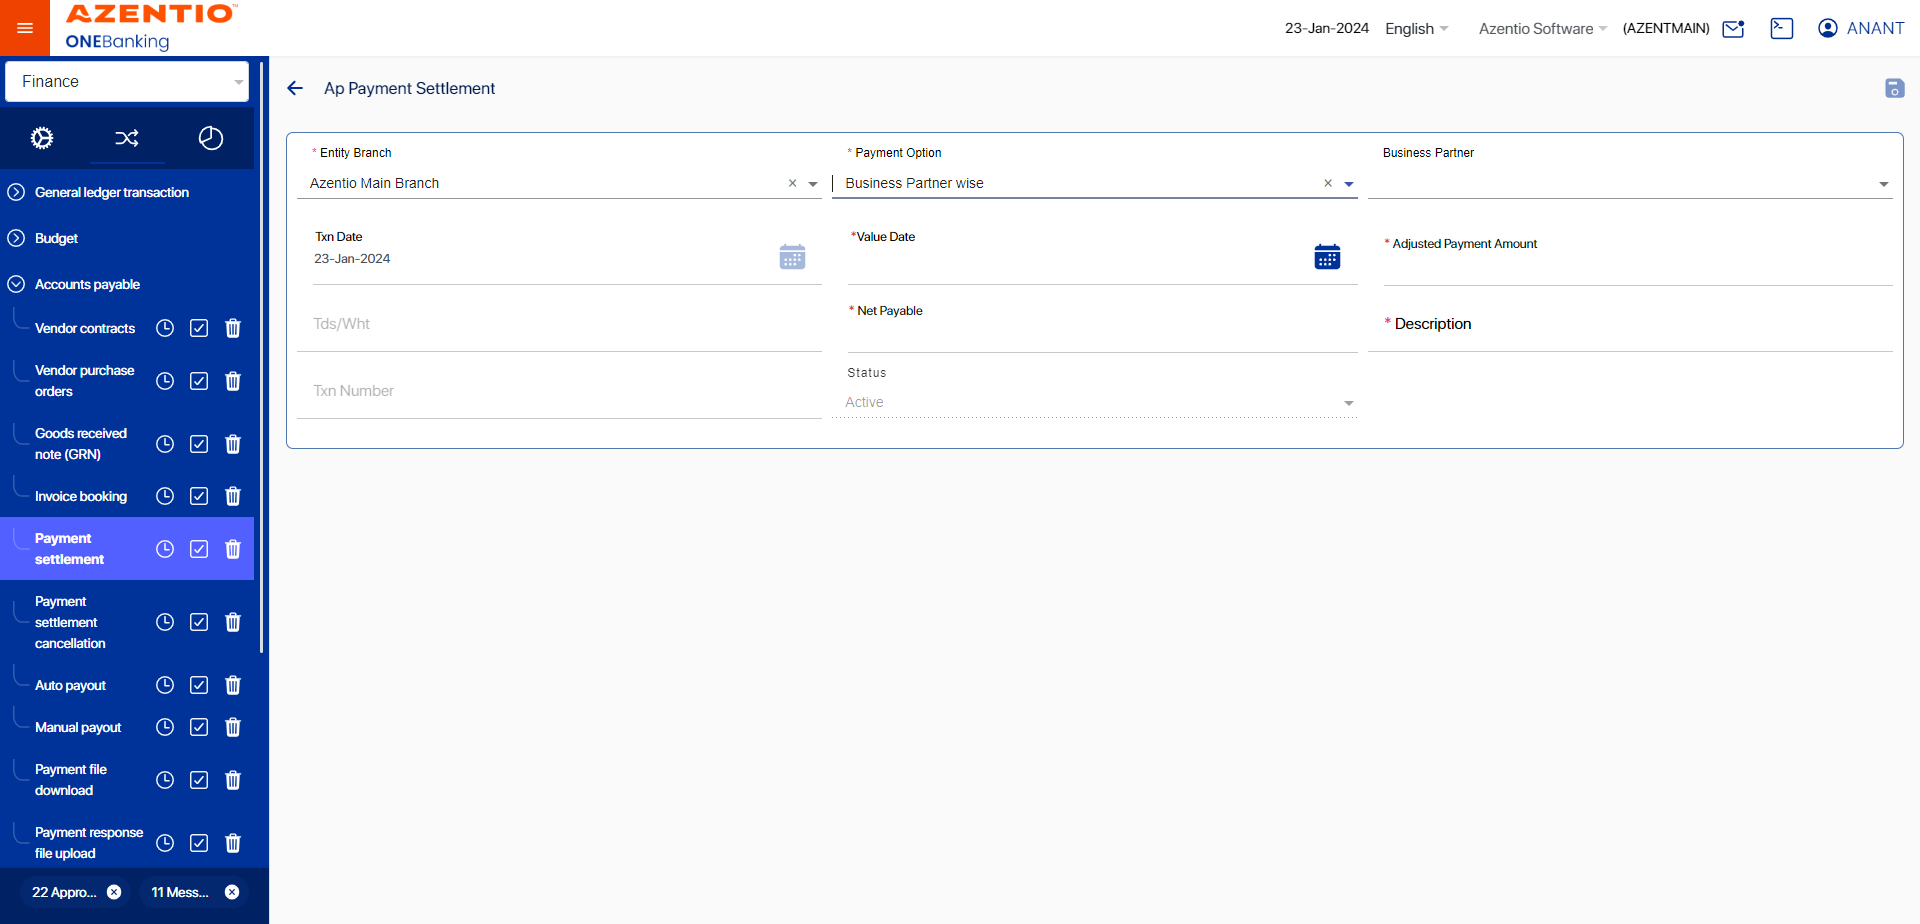 AZENTIO™
ONEBanking
23-Jan-2024
English
Azentio Software
(AZENTMAIN)
ANANT
Finance
General ledger transaction
Budget
Accounts payable
Vendor contracts
Vendor purchase
orders
Goods received
note (GRN)
Invoice booking
Payment
settlement
Payment
settlement
cancellation
Auto payout
Manual payout
Payment file
download
Payment response
file upload
22 Appro...
11 Mess...
Ap Payment Settlement
* Entity Branch
Azentio Main Branch
* Payment Option
Business Partner wise
Business Partner
Txn Date
23-Jan-2024
*Value Date
* Adjusted Payment Amount
Tds/Wht
* Net Payable
* Description
Txn Number
Status
Active